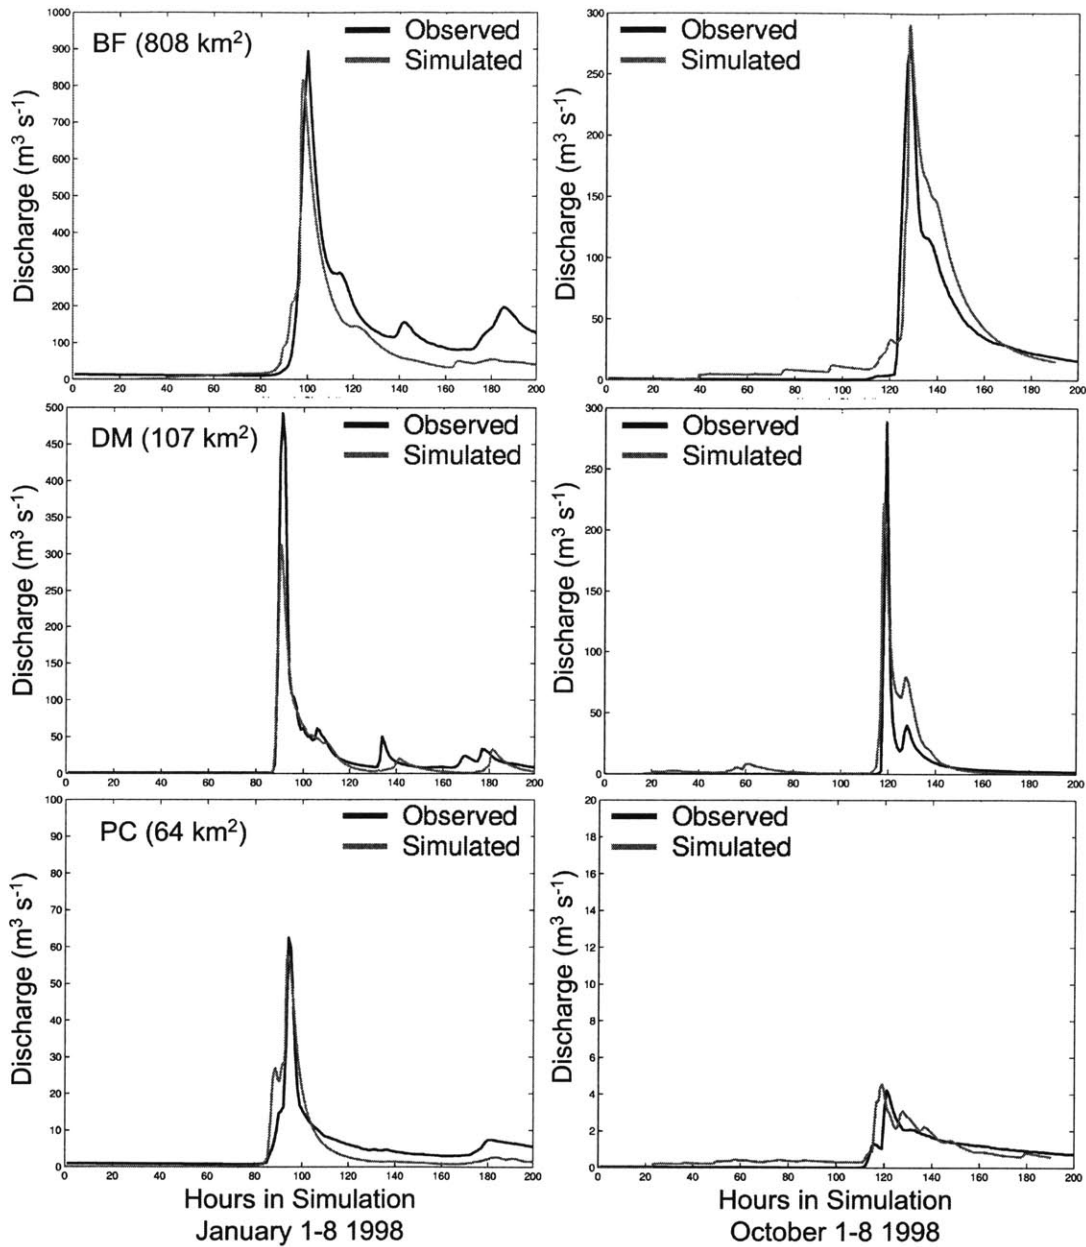 BF (808 km²)
Observed
Simulated
Discharge (m³ s⁻¹)
1000
900
800
700
600
500
400
300
200
100
0
0 20 40 60 80 100 120 140 160 180 200
Observed
Simulated
Discharge (m³ s⁻¹)
300
250
200
150
100
50
0
0 20 40 60 80 100 120 140 160 180 200
DM (107 km²)
Observed
Simulated
Discharge (m³ s⁻¹)
500
450
400
350
300
250
200
150
100
50
0
0 20 40 60 80 100 120 140 160 180 200
Observed
Simulated
Discharge (m³ s⁻¹)
300
250
200
150
100
50
0
0 20 40 60 80 100 120 140 160 180 200
PC (64 km²)
Observed
Simulated
Discharge (m³ s⁻¹)
100
90
80
70
60
50
40
30
20
10
0
0 20 40 60 80 100 120 140 160 180 200
Hours in Simulation
January 1-8 1998
Observed
Simulated
Discharge (m³ s⁻¹)
20
18
16
14
12
10
8
6
4
2
0
0 20 40 60 80 100 120 140 160 180 200
Hours in Simulation
October 1-8 1998